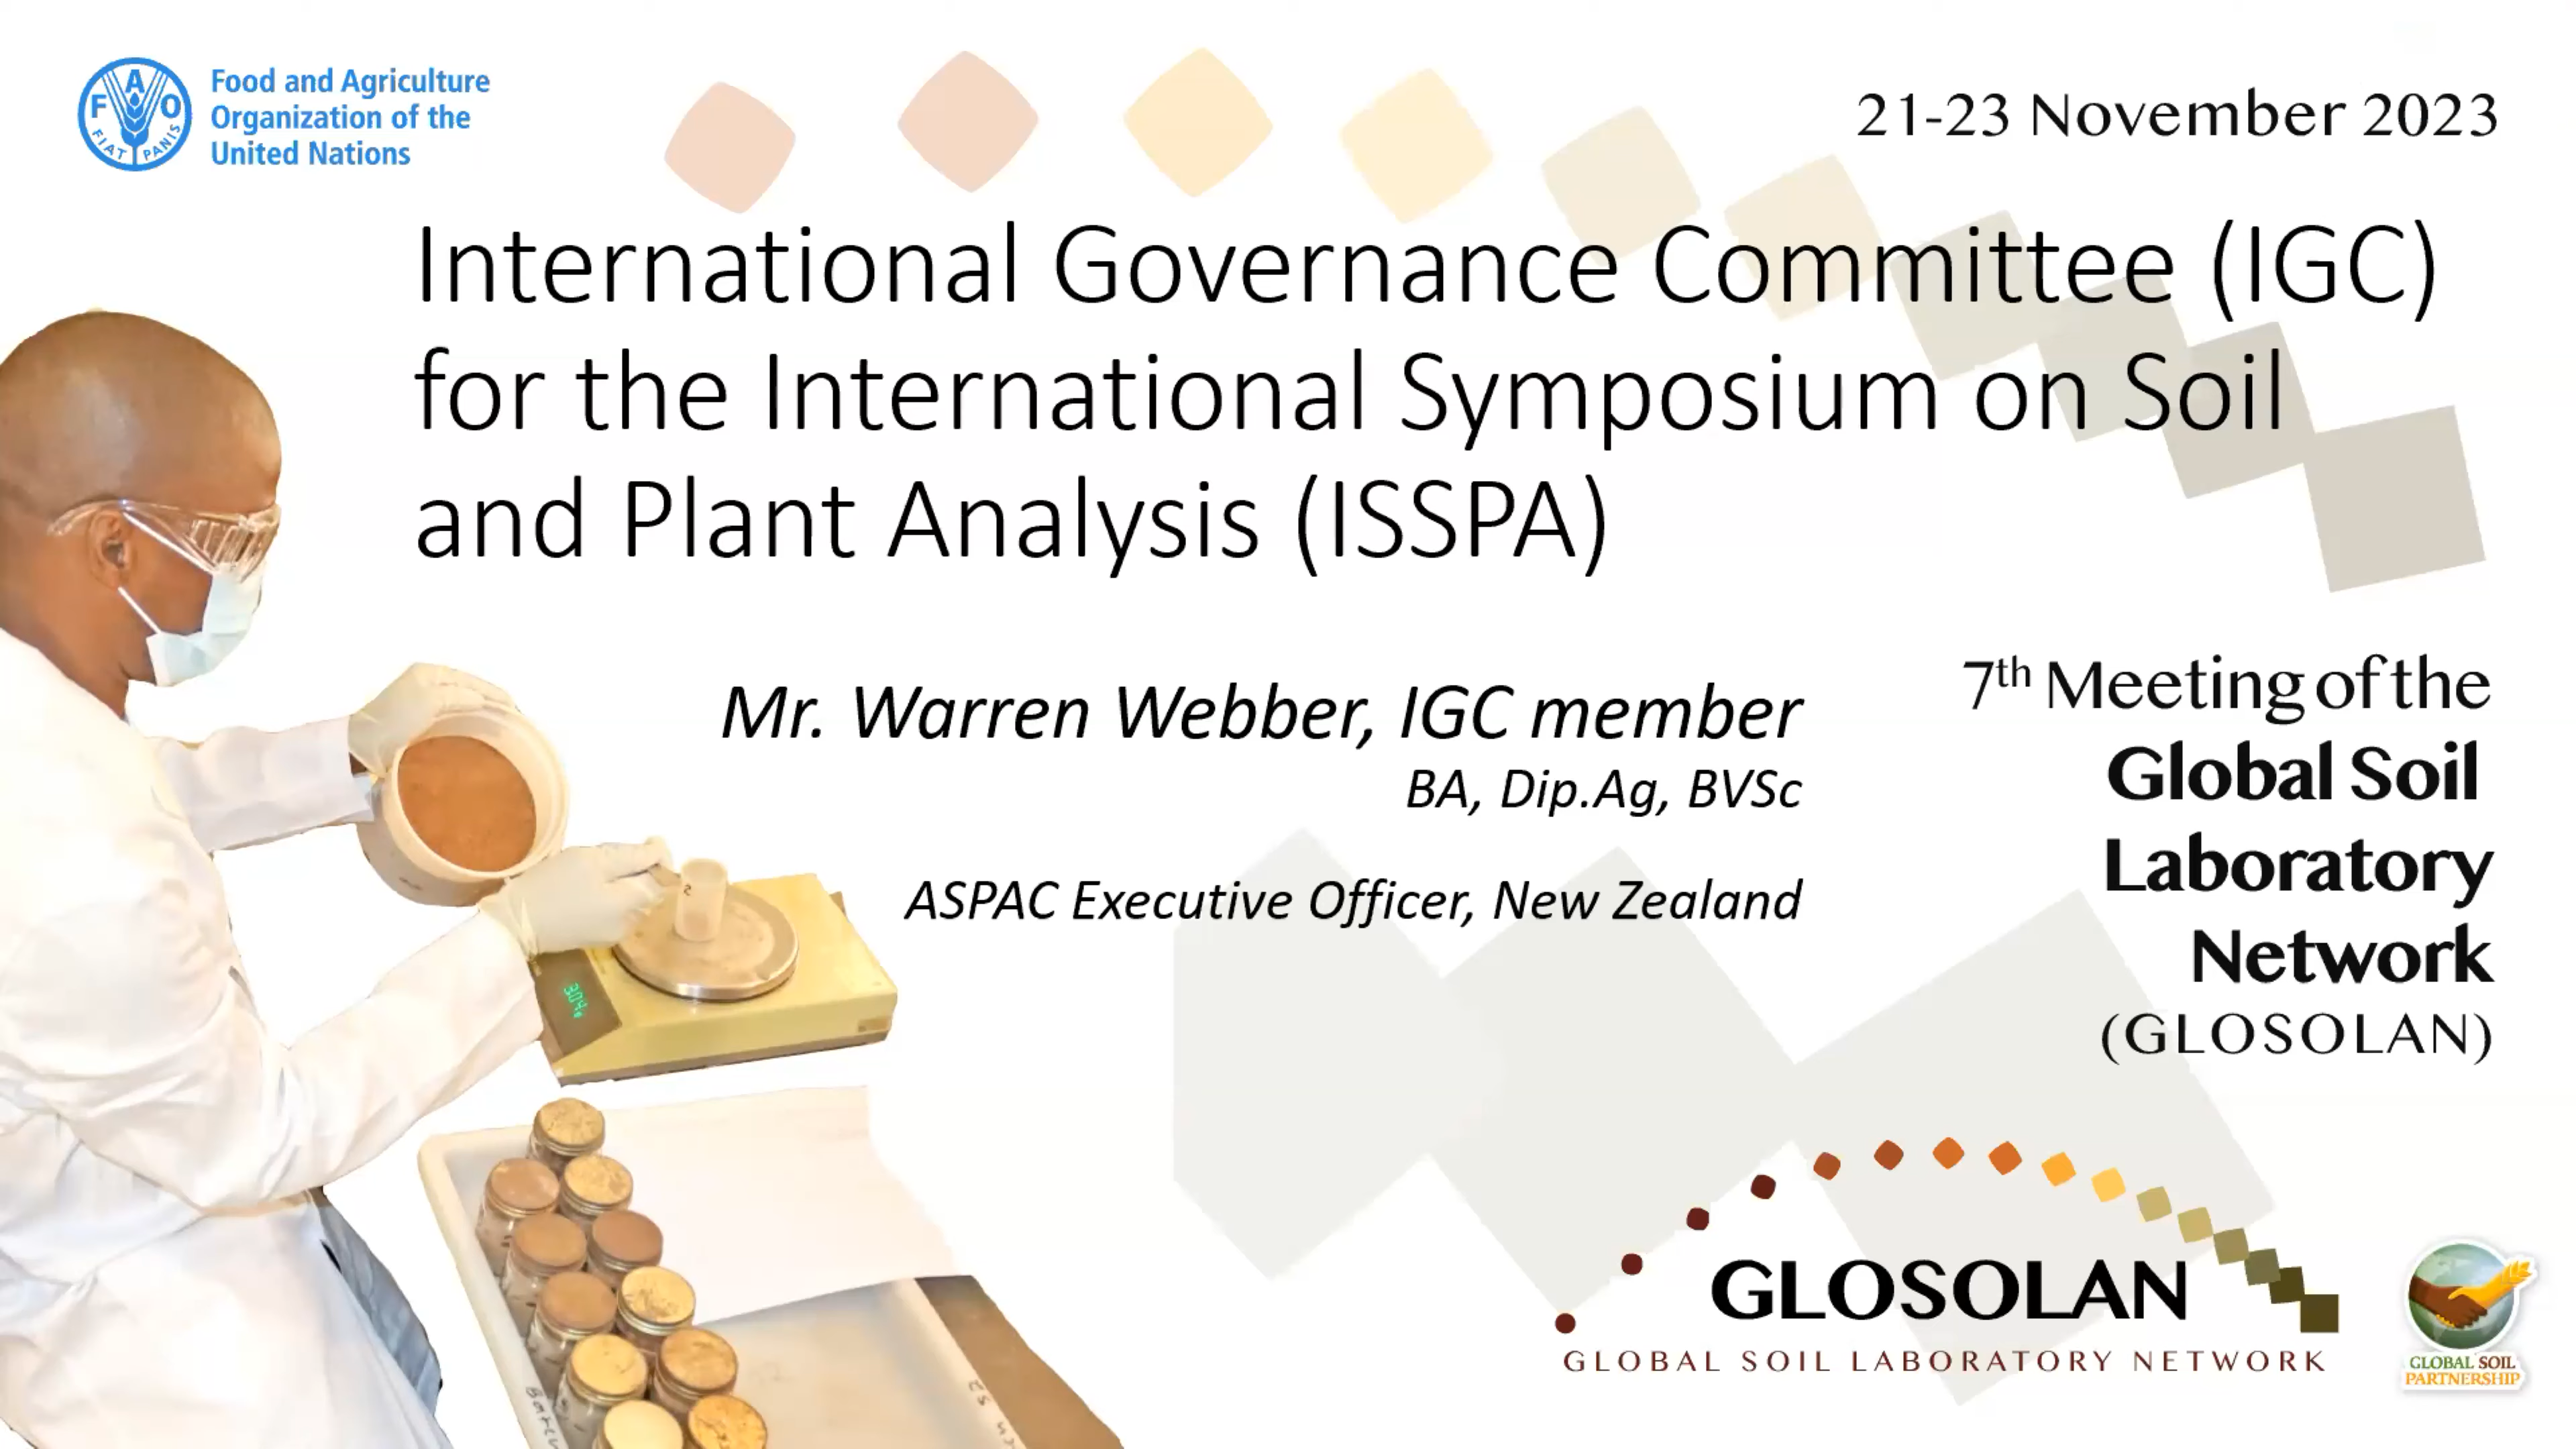 F A O
FIAT PANIS
Food and Agriculture
Organization of the
United Nations
21-23 November 2023
International Governance Committee (IGC)
for the International Symposium on Soil
and Plant Analysis (ISSPA)
Mr. Warren Webber, IGC member
BA, Dip.Ag, BVSc
ASPAC Executive Officer, New Zealand
7th Meeting of the
Global Soil
Laboratory
Network
(GLOSOLAN)
2
GLOSOLAN
GLOBAL SOIL LABORATORY NETWORK
GLOBAL SOIL
PARTNERSHIP